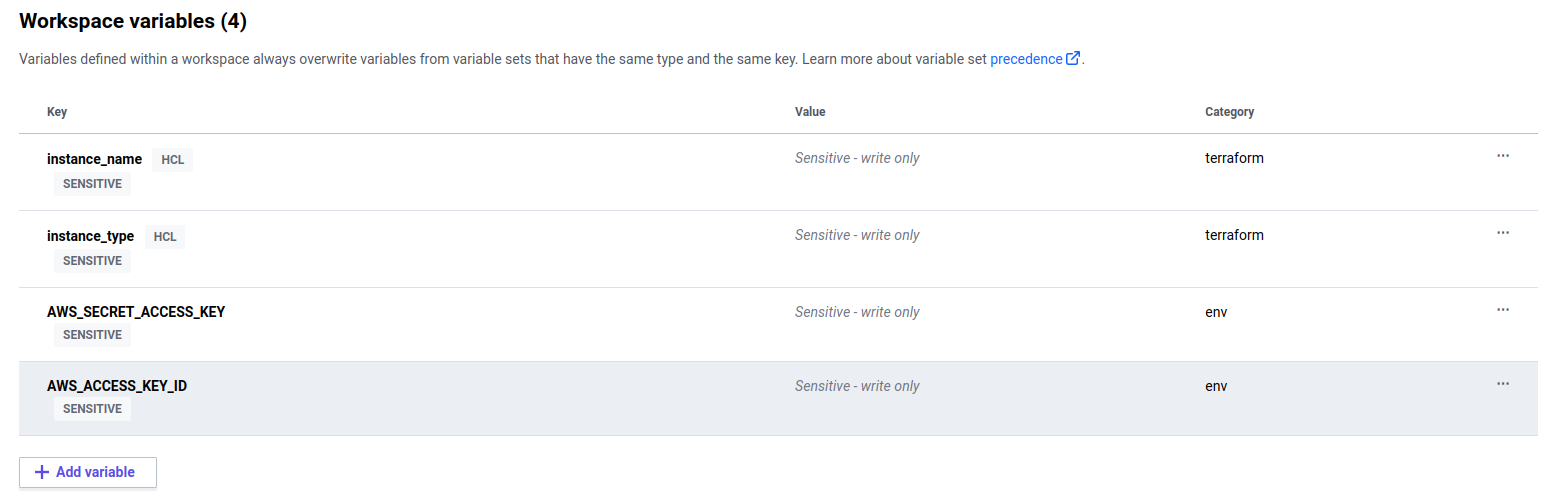 Workspace variables (4)
Variables defined within a workspace always overwrite variables from variable sets that have the same type and the same key. Learn more about variable set precedence.
Key Value Category
instance_name HCL Sensitive - write only terraform ...
SENSITIVE
instance_type HCL Sensitive - write only terraform ...
SENSITIVE
AWS_SECRET_ACCESS_KEY Sensitive - write only env ...
SENSITIVE
AWS_ACCESS_KEY_ID Sensitive - write only env ...
SENSITIVE
+ Add variable